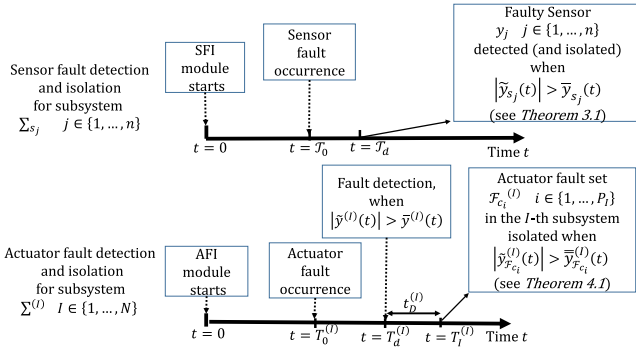 Sensor fault detection
and isolation
for subsystem
∑_{s_j} j ∈ {1, …, n}
SFI
module
starts
Sensor
fault
occurrence
Faulty Sensor
y_j j ∈ {1, …, n}
detected (and isolated)
when
|ỹ_{s_j}(t)| > y̅_{s_j}(t)
(see Theorem 3.1)
t = 0
t = 𝒯_0
t = 𝒯_d
Time t
Actuator fault detection
and isolation
for subsystem
∑^{(I)} I ∈ {1, …, N}
AFI
module
starts
Actuator
fault
occurrence
Fault detection,
when
|ỹ^{(I)}(t)| > y̅^{(I)}(t)
Actuator fault set
ℱ_{c_i}^{(I)} i ∈ {1, …, P_I}
in the I-th subsystem
isolated when
|ỹ_{ℱ_{c_i}}^{(I)}(t)| > y̿_{ℱ_{c_i}}^{(I)}(t)
(see Theorem 4.1)
t_D^{(I)}
t = 0
t = T_0^{(I)}
t = T_d^{(I)}
t = T_I^{(I)}
Time t